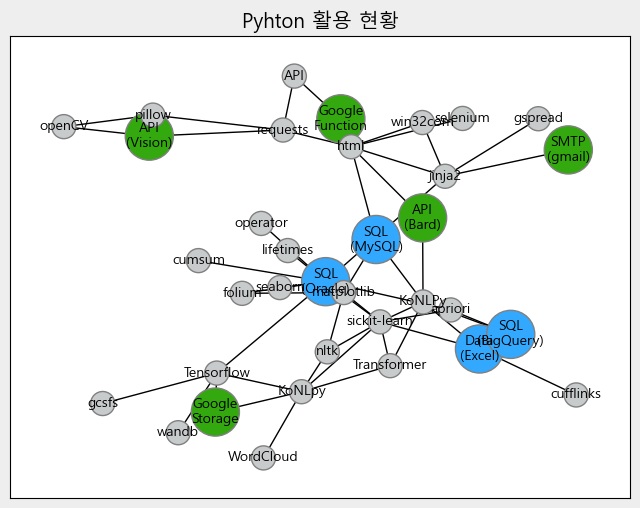 Pyhton 활용 현황
API
Google
Function
pillow
openCV
API
(Vision)
requests
html
win32com
selenium
gspread
SMTP
(gmail)
Jinja2
API
(Bard)
operator
SQL
(MySQL)
lifetimes
cumsum
SQL
(Oracle)
seaborn
folium
matplotlib
KoNLPy
apriori
sickit-learn
SQL
(BigQuery)
Data
(Excel)
nltk
Transformer
Tensorflow
KoNLpy
cufflinks
gcsfs
Google
Storage
wandb
WordCloud